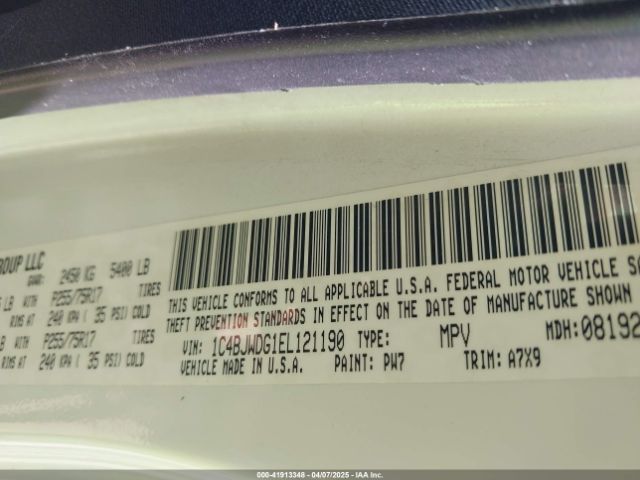 GROUP LLC
GVWR: 2450 KG 5400 LB
LB WITH P255/75R17 TIRES
RIMS AT 240 KPA ( 35 PSI) COLD
LB WITH P255/75R17 TIRES
RIMS AT 240 KPA ( 35 PSI) COLD
THIS VEHICLE CONFORMS TO ALL APPLICABLE U.S.A. FEDERAL MOTOR VEHICLE SA
THEFT PREVENTION STANDARDS IN EFFECT ON THE DATE OF MANUFACTURE SHOWN
VIN: 1C4BJWDG1EL121190 TYPE: MPV MDH: 08192
VEHICLE MADE IN U.S.A. PAINT: PW7 TRIM: A7X9
000-41913348 - 04/07/2025 - IAA Inc.